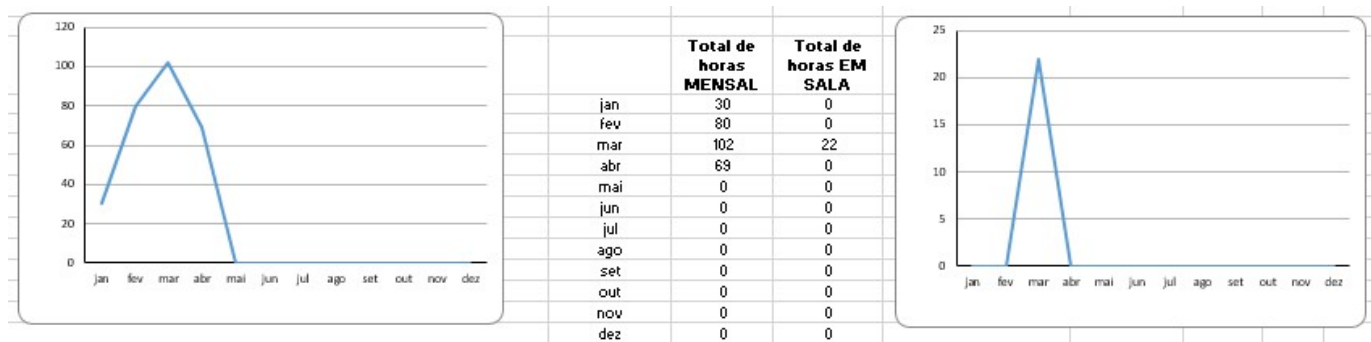 120
100
80
60
40
20
0
jan fev mar abr mai jun jul ago set out nov dez
Total de horas MENSAL Total de horas EM SALA
jan 30 0
fev 80 0
mar 102 22
abr 69 0
mai 0 0
jun 0 0
jul 0 0
ago 0 0
set 0 0
out 0 0
nov 0 0
dez 0 0
25
20
15
10
5
0
jan fev mar abr mai jun jul ago set out nov dez